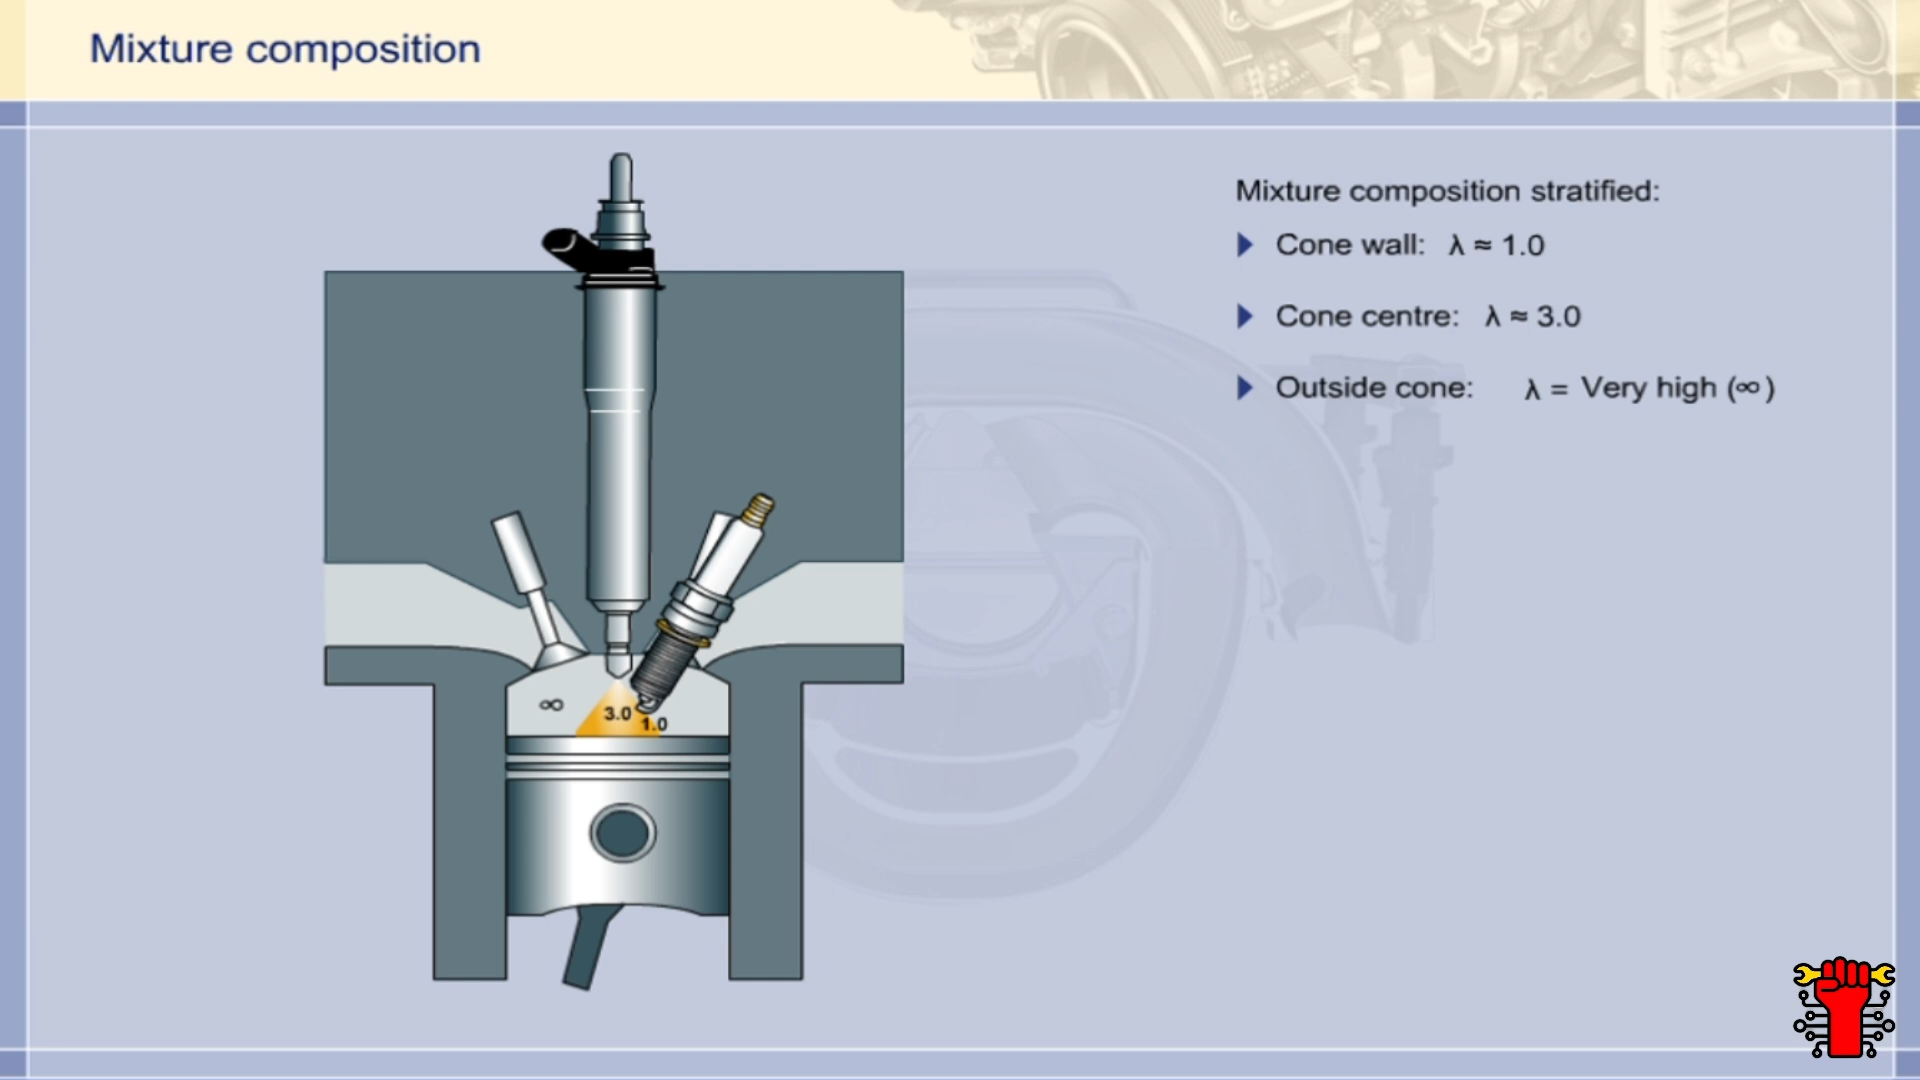 Mixture composition
Mixture composition stratified:
Cone wall: λ ≈ 1.0
Cone centre: λ ≈ 3.0
Outside cone: λ = Very high (∞)
∞
3.0
1.0